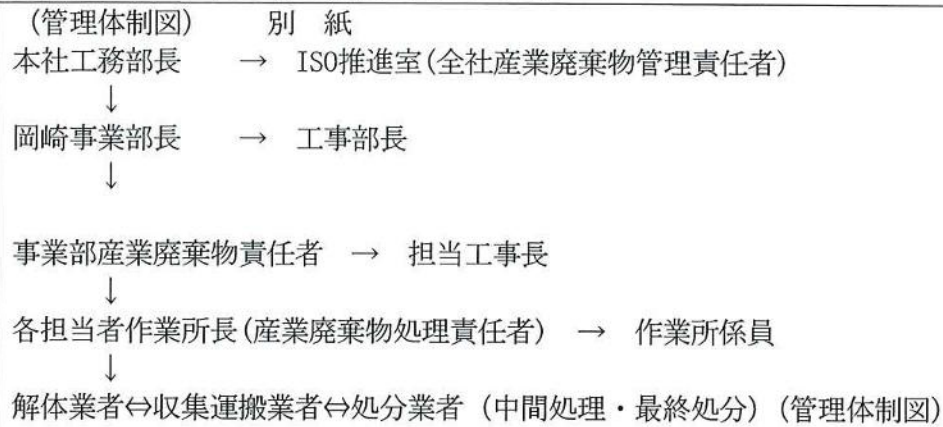 (管理体制図)　　別　紙
本社工務部長　　→　ISO推進室(全社産業廃棄物管理責任者)
↓
岡崎事業部長　　→　工事部長
↓
事業部産業廃棄物責任者　→　担当工事長
↓
各担当者作業所長(産業廃棄物処理責任者)　→　作業所係員
↓
解体業者⇔収集運搬業者⇔処分業者（中間処理・最終処分）(管理体制図)